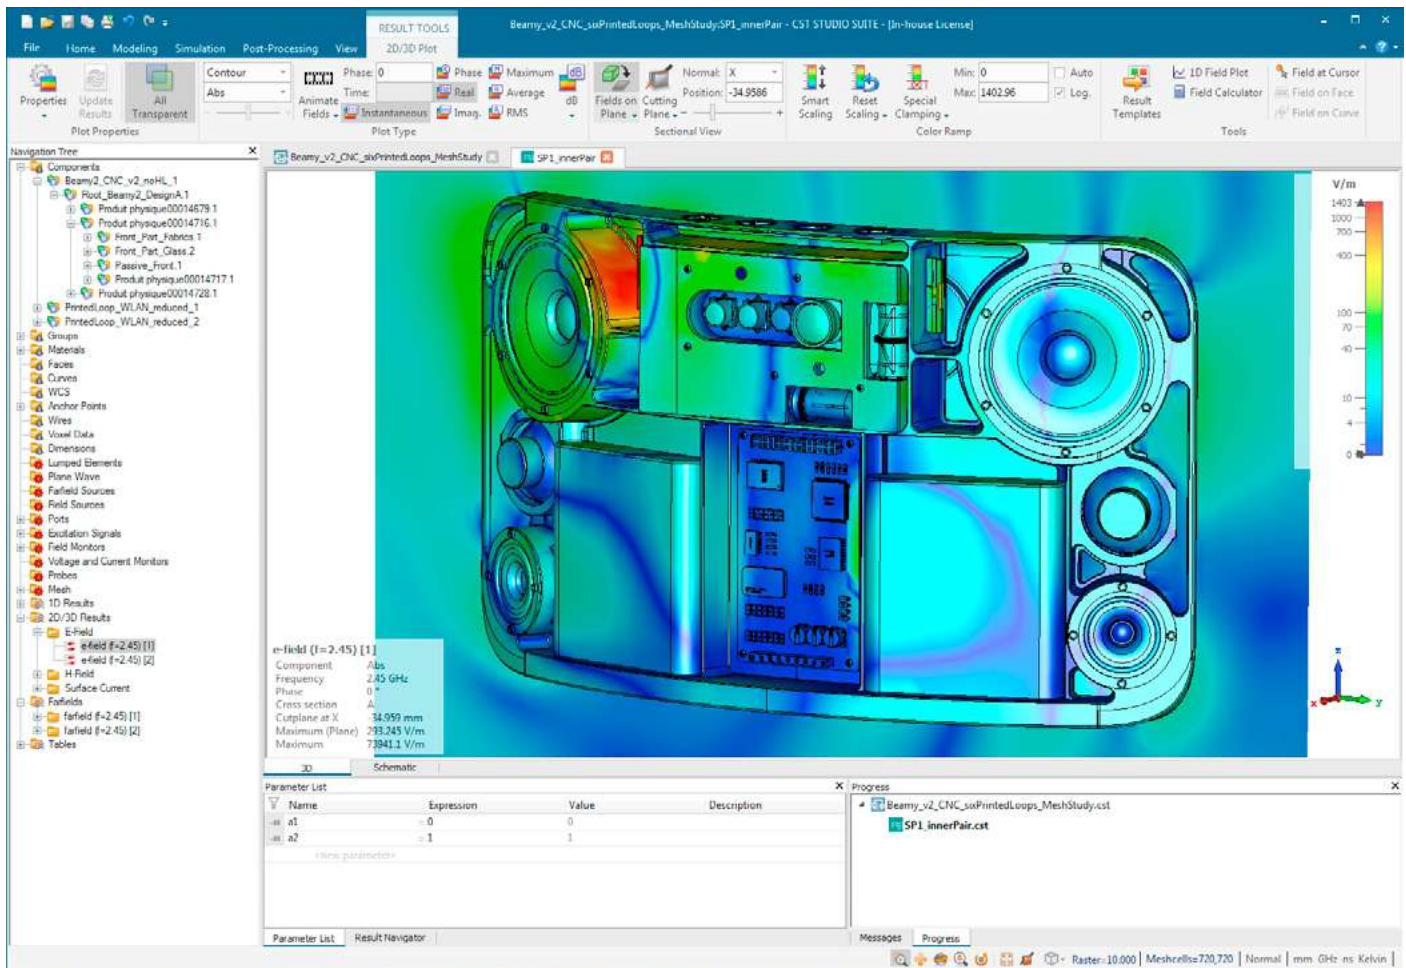 RESULT TOOLS
Beamy_v2_CNC_sixPrintedLoops_MeshStudy:SP1_innerPair - CST STUDIO SUITE - [In-house License]
File Home Modeling Simulation Post-Processing View 2D/3D Plot
Properties
Update Results
All Transparent
Plot Properties
Contour
Abs
Animate Fields
Phase: 0
Time:
Instantaneous
Phase
Real
Imag.
Maximum
Average
RMS
dB
dB
Plot Type
Fields on Plane
Cutting Plane
Normal: X
Position: -34.9586
Sectional View
Smart Scaling
Reset Scaling
Special Clamping
Min: 0
Max: 1402.96
Auto
Log.
Color Ramp
Result Templates
1D Field Plot
Field Calculator
Field at Cursor
Field on Face
Field on Curve
Tools
Navigation Tree
Components
Beamy2_CNC_v2_noHL_1
Root_Beamy2_DesignA.1
Produit physique00014679.1
Produit physique00014716.1
Front_Part_Fabrics.1
Front_Part_Glass.2
Passive_Front.1
Produit physique00014717.1
Produit physique00014728.1
PrintedLoop_WLAN_reduced_1
PrintedLoop_WLAN_reduced_2
Groups
Materials
Faces
Curves
WCS
Anchor Points
Wires
Voxel Data
Dimensions
Lumped Elements
Plane Wave
Farfield Sources
Field Sources
Ports
Excitation Signals
Field Monitors
Voltage and Current Monitors
Probes
Mesh
1D Results
2D/3D Results
E-Field
e-field (f=2.45) [1]
e-field (f=2.45) [2]
H-Field
Surface Current
Farfields
farfield (f=2.45) [1]
farfield (f=2.45) [2]
Tables
Beamy_v2_CNC_sixPrintedLoops_MeshStudy
SP1_innerPair
V/m
1403
1000
700
400
100
70
40
10
4
0
e-field (f=2.45) [1]
Component Abs
Frequency 2.45 GHz
Phase 0 °
Cross section A
Cutplane at X -34.959 mm
Maximum (Plane) 293.245 V/m
Maximum 73941.1 V/m
z
x
y
3D Schematic
Parameter List
Name Expression Value Description
a1 = 0 0
a2 = 1 1
<new parameter>
Parameter List Result Navigator
Progress
Beamy_v2_CNC_sixPrintedLoops_MeshStudy.cst
SP1_innerPair.cst
Messages Progress
Raster=10.000 Meshcells=720,720 Normal mm GHz ns Kelvin